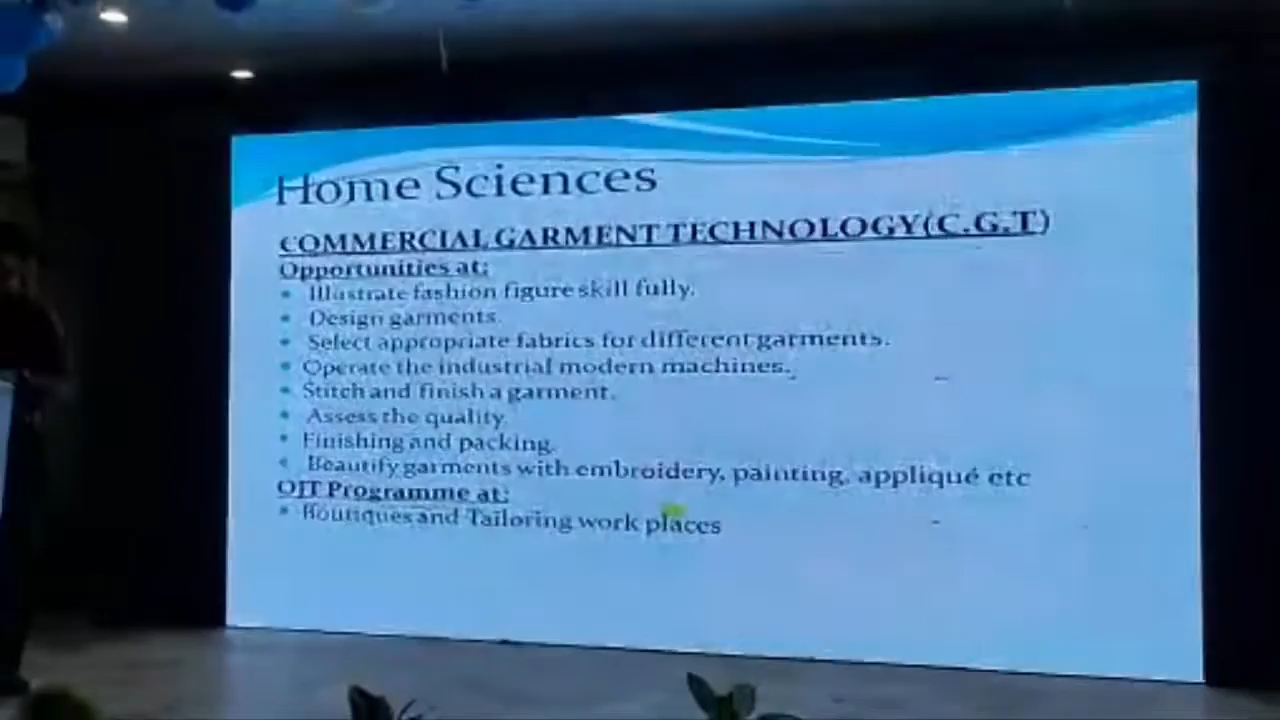 Home Sciences
COMMERCIAL GARMENT TECHNOLOGY(C.G.T)
Opportunities at:
• Illustrate fashion figure skill fully.
• Design garments.
• Select appropriate fabrics for different garments.
• Operate the industrial modern machines.
• Stitch and finish a garment.
• Assess the quality.
• Finishing and packing.
• Beautify garments with embroidery, painting, appliqué etc
OJT Programme at:
• Boutiques and Tailoring work places